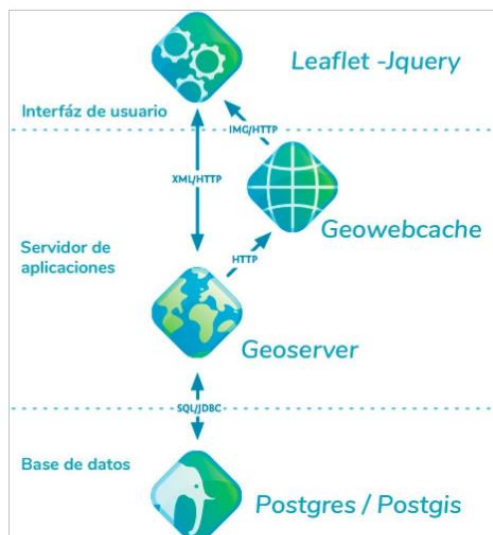 Leaflet -Jquery
Interfáz de usuario
IMG/HTTP
XML/HTTP
Geowebcache
Servidor de
aplicaciones
HTTP
Geoserver
SQL/JDBC
Base de datos
Postgres / Postgis